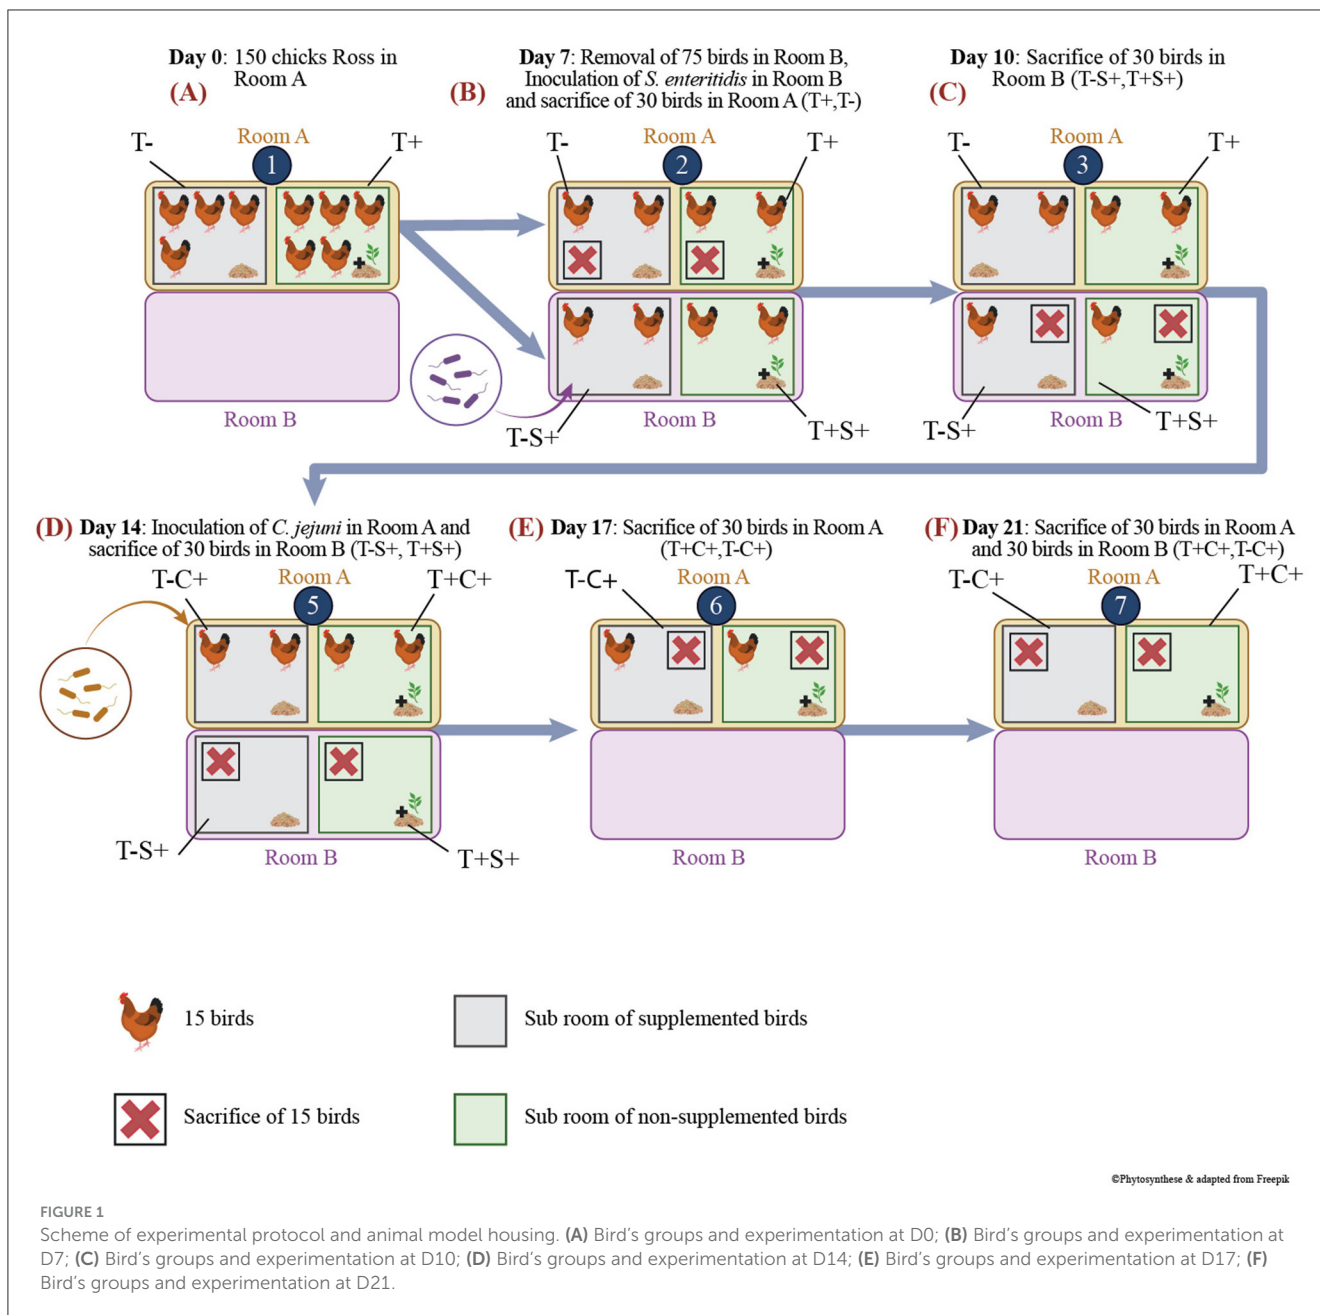 Day 0: 150 chicks Ross in
Room A
(A)
Day 7: Removal of 75 birds in Room B,
Inoculation of S. enteritidis in Room B
and sacrifice of 30 birds in Room A (T+,T-)
(B)
Day 10: Sacrifice of 30 birds in
Room B (T-S+,T+S+)
(C)
T-
Room A
T+
1
Room B
T-
Room A
T+
2
T-S+
Room B
T+S+
T-
Room A
T+
3
T-S+
Room B
T+S+
(D) Day 14: Inoculation of C. jejuni in Room A and
sacrifice of 30 birds in Room B (T-S+, T+S+)
(E) Day 17: Sacrifice of 30 birds in Room A
(T+C+,T-C+)
(F) Day 21: Sacrifice of 30 birds in Room A
and 30 birds in Room B (T+C+,T-C+)
T-C+
Room A
T+C+
5
T-S+
Room B
T+S+
T-C+
Room A
6
Room B
T-C+
Room A
T+C+
7
Room B
15 birds
Sub room of supplemented birds
Sacrifice of 15 birds
Sub room of non-supplemented birds
©Phytosynthese & adapted from Freepik
FIGURE 1
Scheme of experimental protocol and animal model housing. (A) Bird's groups and experimentation at D0; (B) Bird's groups and experimentation at
D7; (C) Bird's groups and experimentation at D10; (D) Bird's groups and experimentation at D14; (E) Bird's groups and experimentation at D17; (F)
Bird's groups and experimentation at D21.